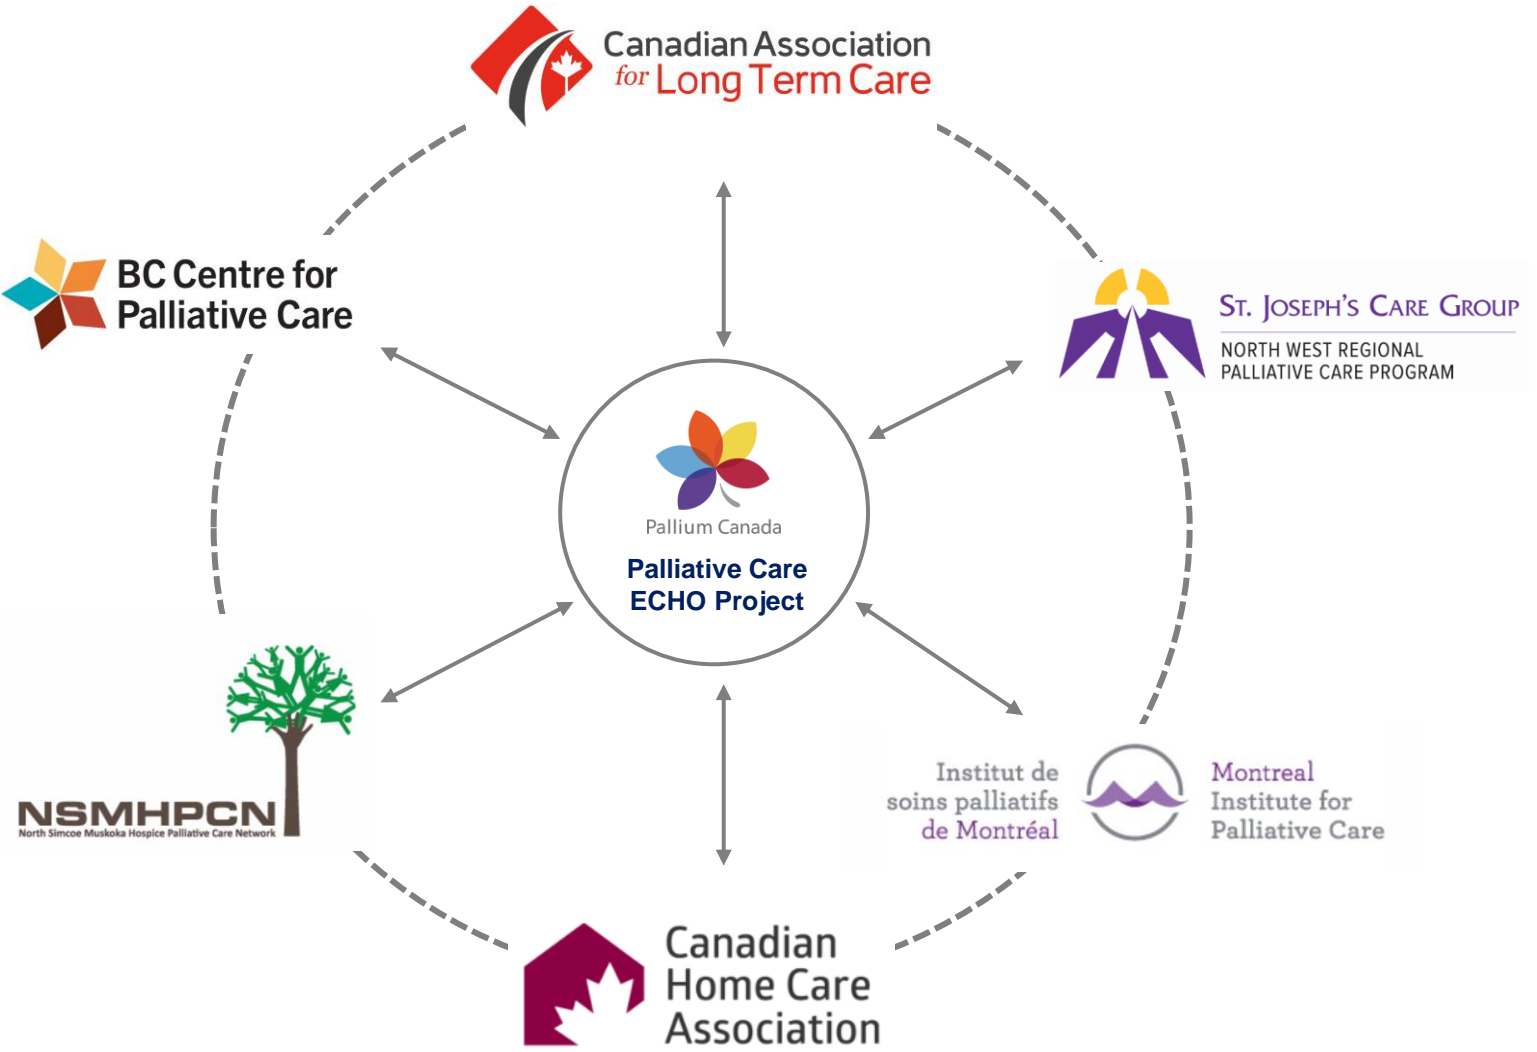 Canadian Association
for Long Term Care
BC Centre for
Palliative Care
ST. JOSEPH'S CARE GROUP
NORTH WEST REGIONAL
PALLIATIVE CARE PROGRAM
Pallium Canada
Palliative Care
ECHO Project
NSMHPCN
North Simcoe Muskoka Hospice Palliative Care Network
Institut de
soins palliatifs
de Montréal
Montreal
Institute for
Palliative Care
Canadian
Home Care
Association